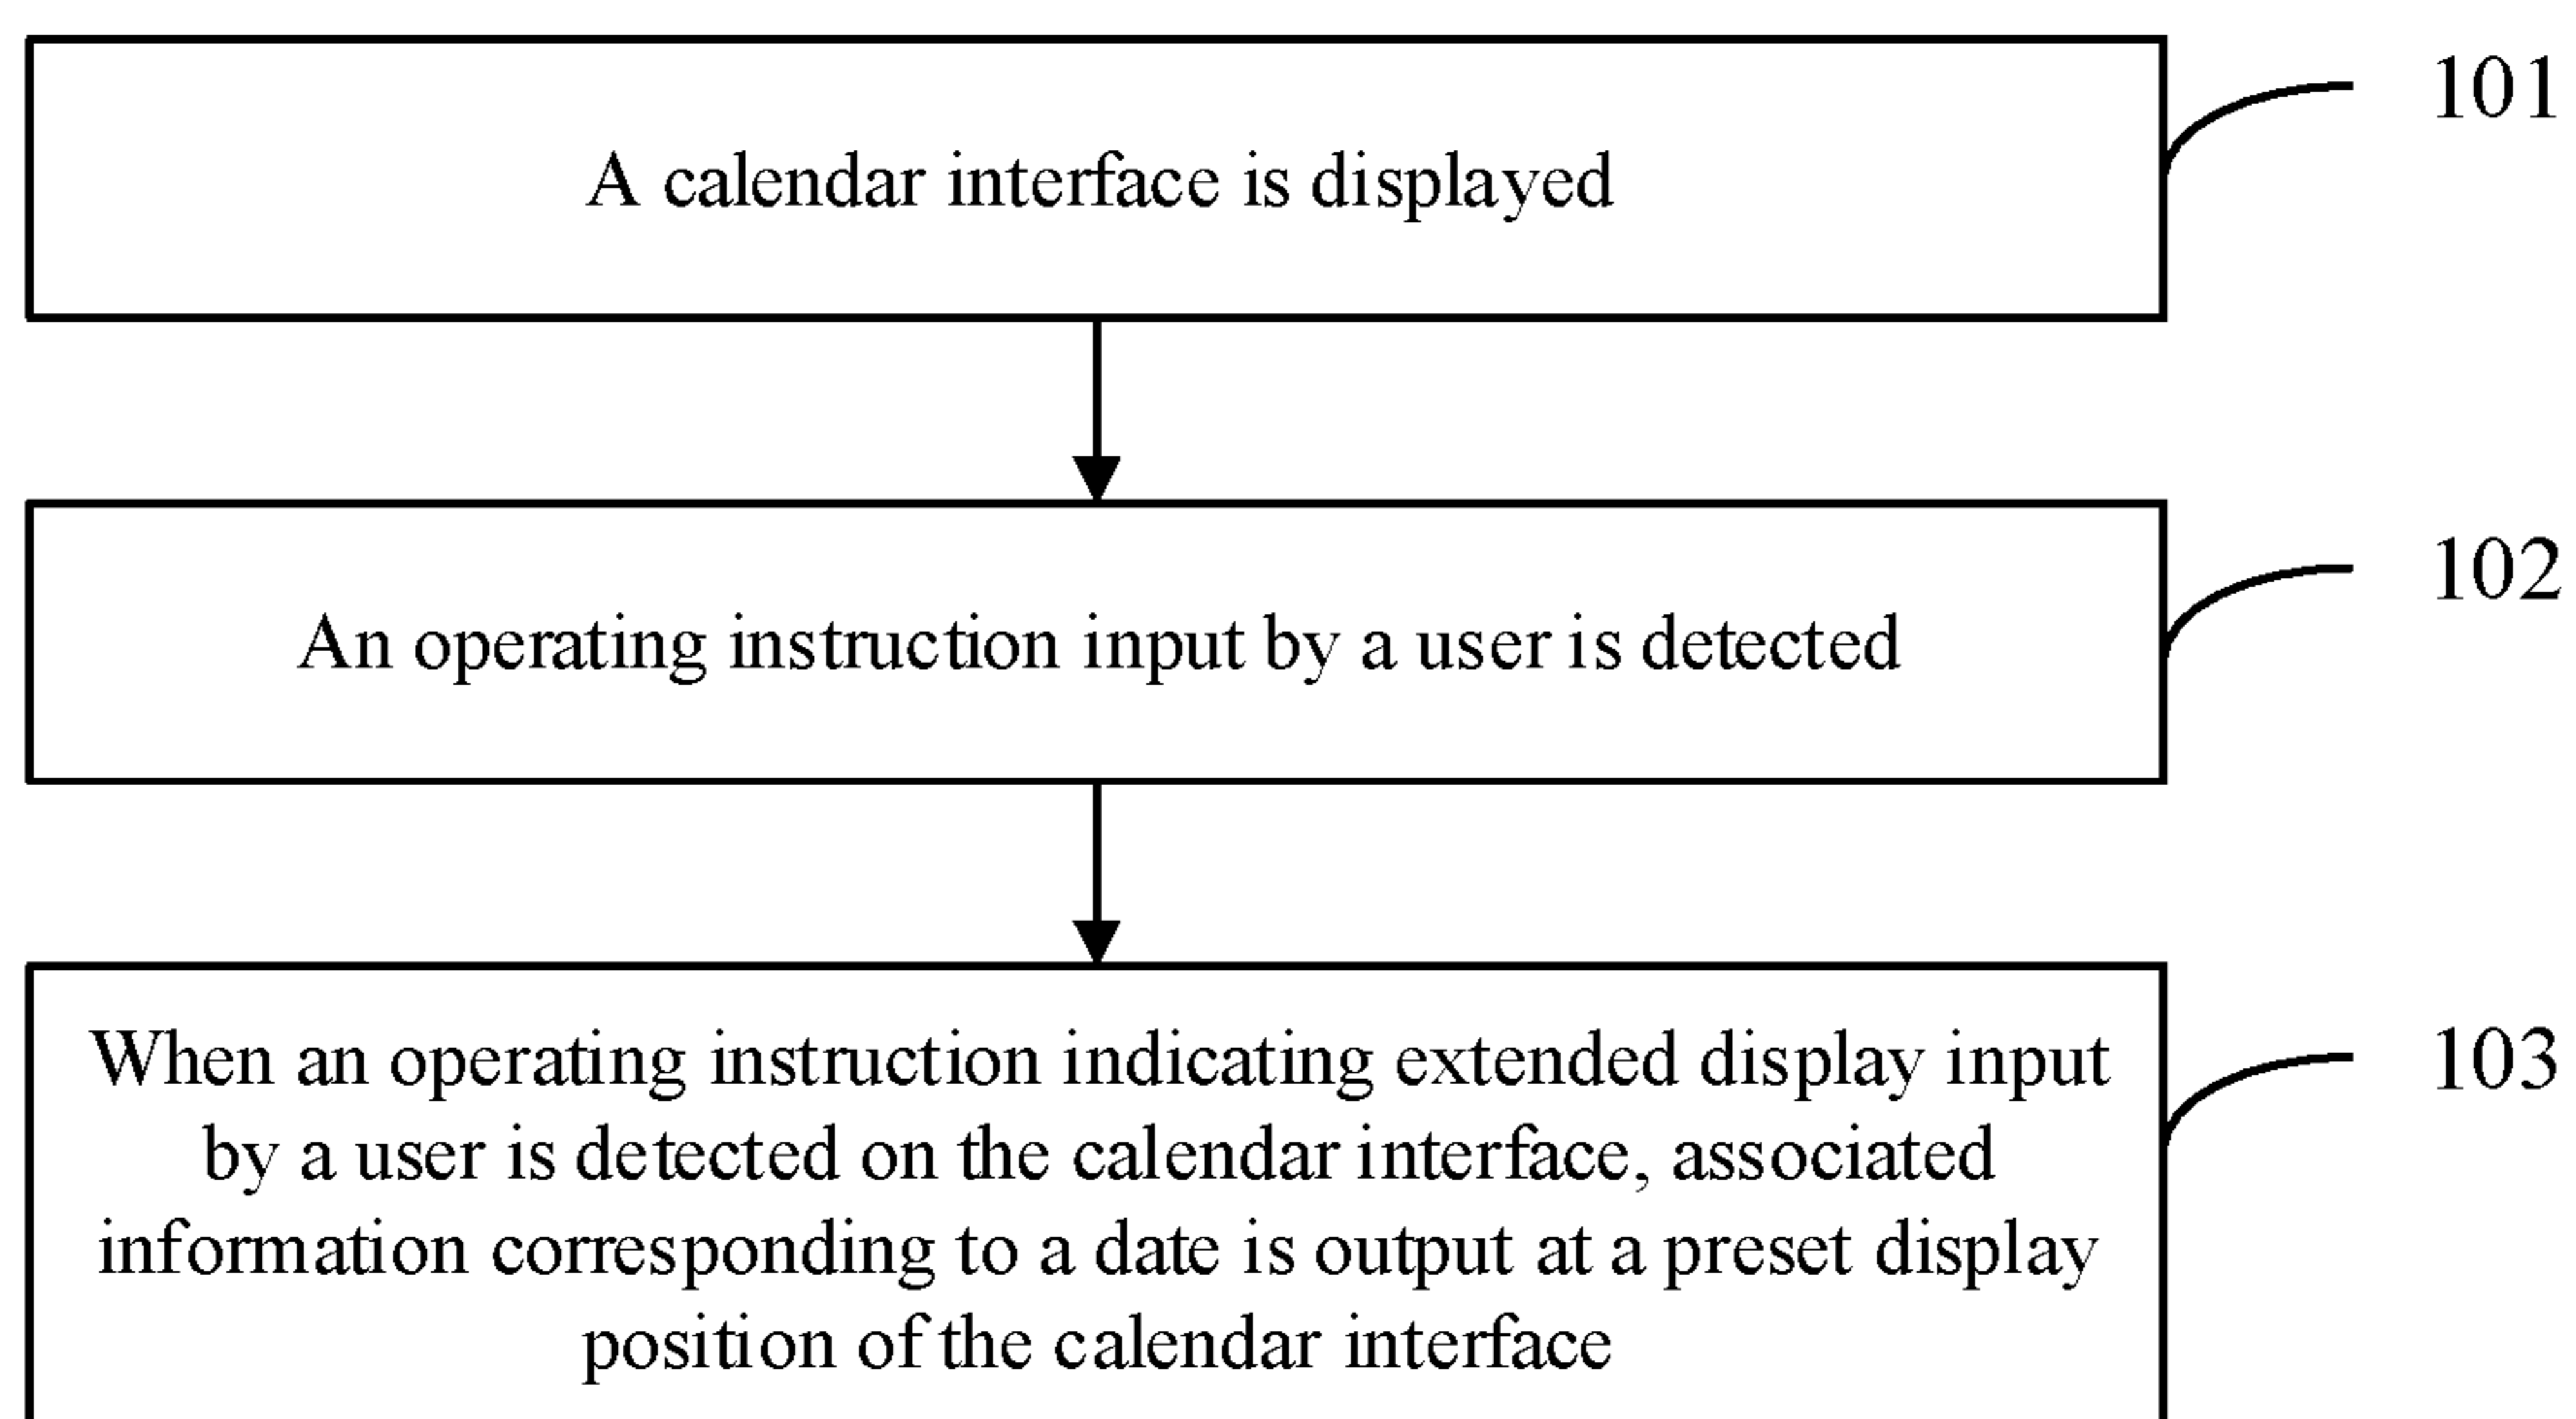 A calendar interface is displayed
101
An operating instruction input by a user is detected
102
When an operating instruction indicating extended display input
by a user is detected on the calendar interface, associated
information corresponding to a date is output at a preset display
position of the calendar interface
103